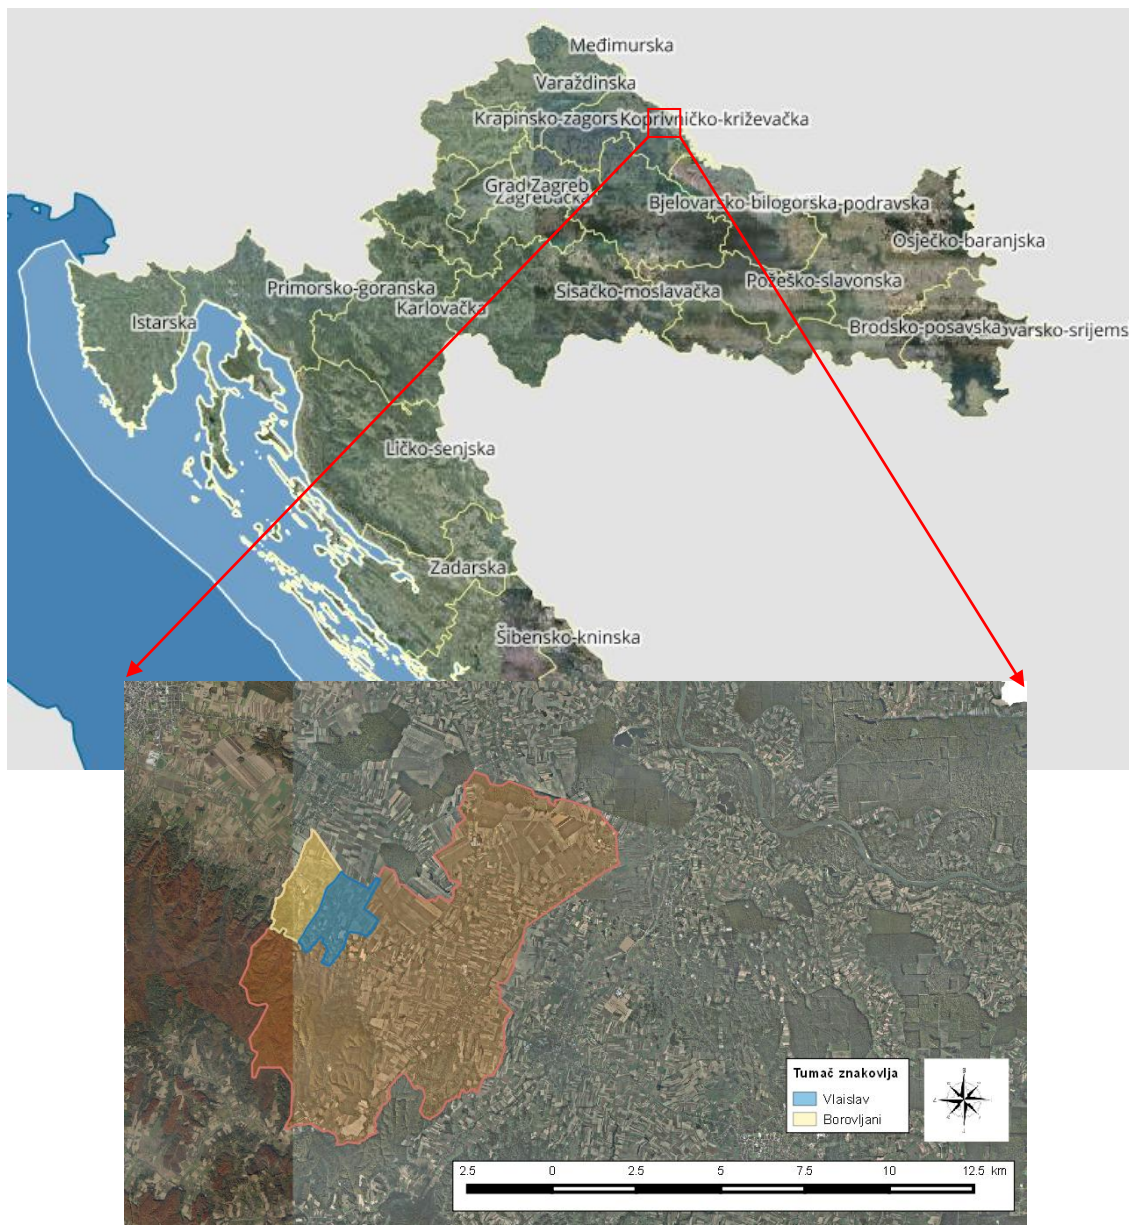 Međimurska
Varaždinska
Krapinsko-zagors
Koprivničko-križevačka
Grad Zagreb
Zagrebačka
Bjelovarsko-bilogorska-podravska
Osječko-baranjska
Požeško-slavonska
Primorsko-goranska
Sisačko-moslavačka
Karlovačka
Istarska
Brodsko-posavska
ovarsko-srijems
Ličko-senjska
Zadarska
Šibensko-kninska
Tumač znakovlja
Vlaislav
Borovljani
2.5 0 2.5 5 7.5 10 12.5 km